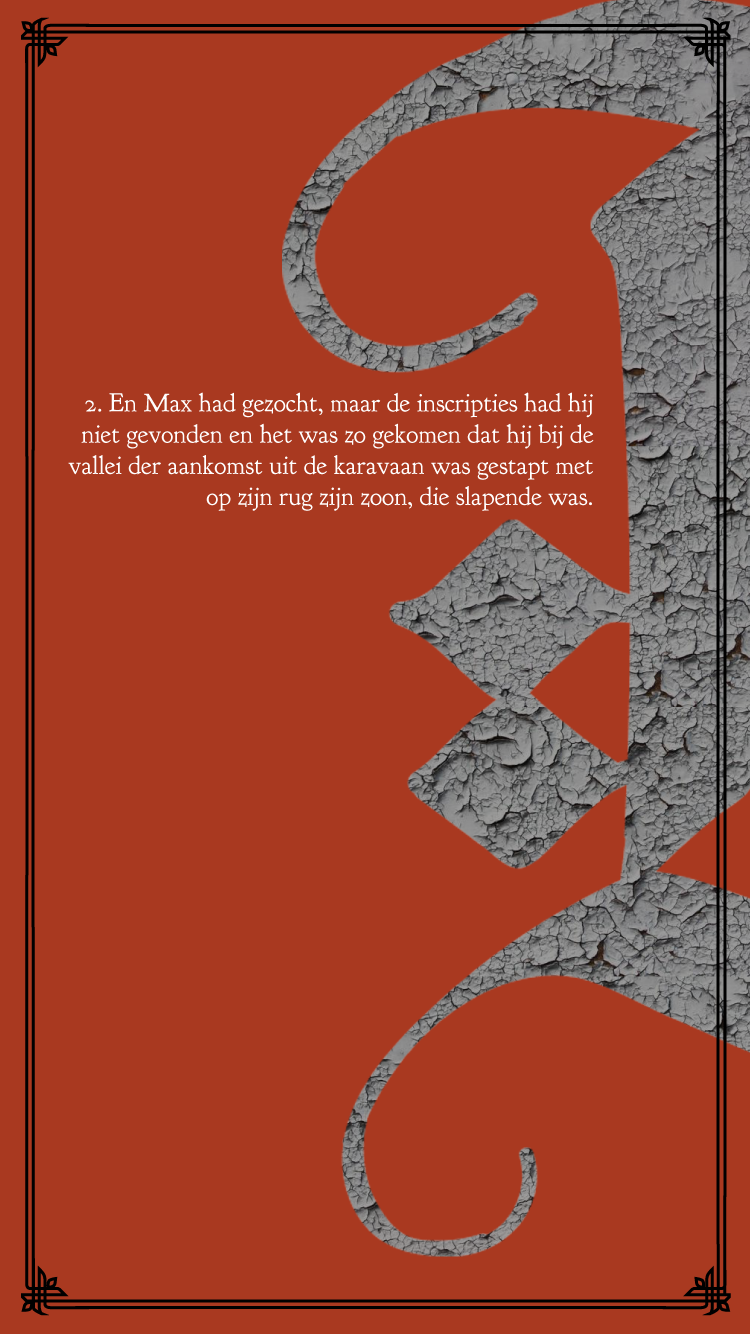 2. En Max had gezocht, maar de inscripties had hij
niet gevonden en het was zo gekomen dat hij bij de
vallei der aankomst uit de karavaan was gestapt met
op zijn rug zijn zoon, die slapende was.